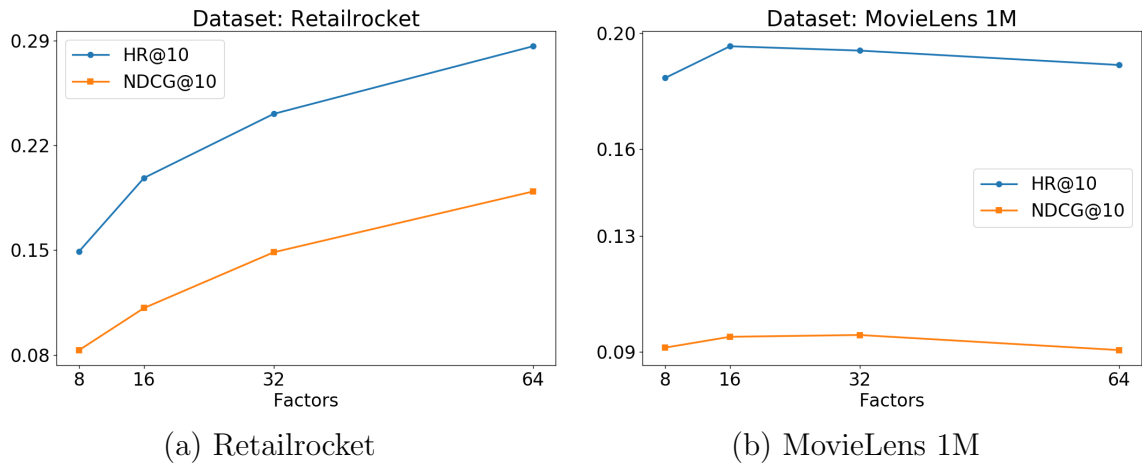 Dataset: Retailrocket
0.29
0.22
0.15
0.08
HR@10
NDCG@10
8 16 32 64
Factors
(a) Retailrocket
Dataset: MovieLens 1M
0.20
0.16
0.13
0.09
HR@10
NDCG@10
8 16 32 64
Factors
(b) MovieLens 1M